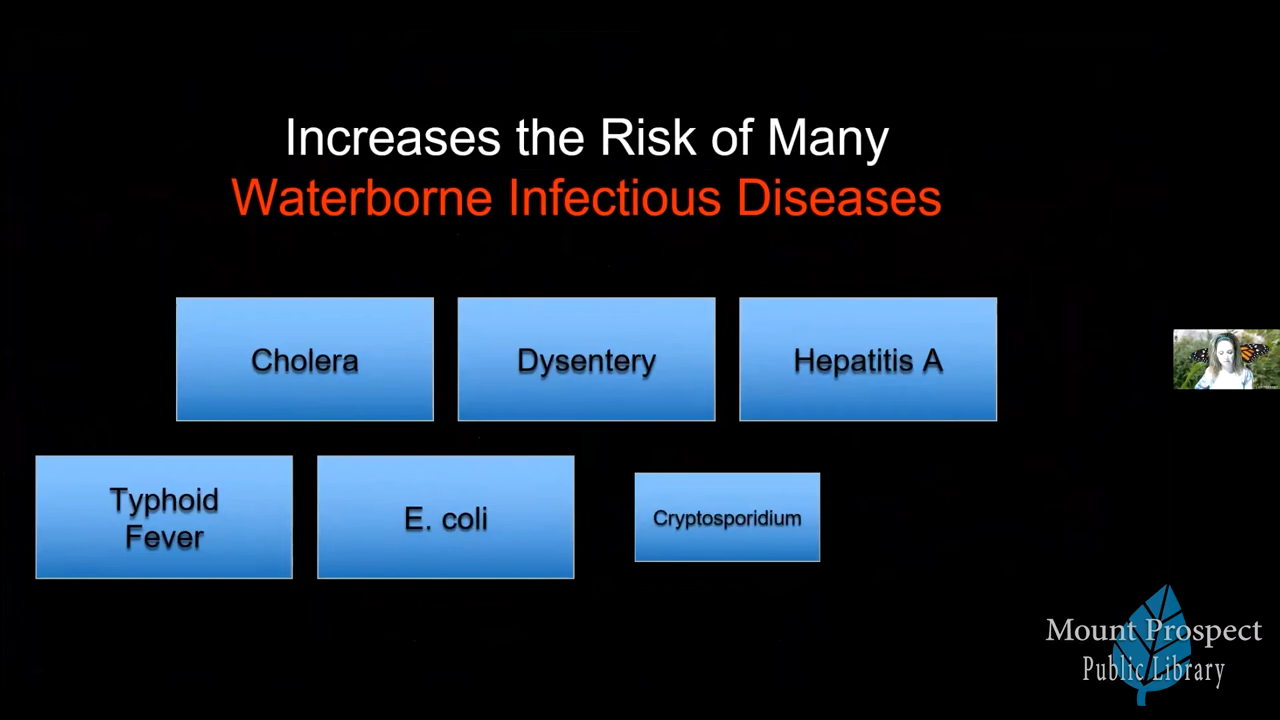 Increases the Risk of Many
Waterborne Infectious Diseases
Cholera
Dysentery
Hepatitis A
Typhoid
Fever
E. coli
Cryptosporidium
Mount Prospect
Public Library